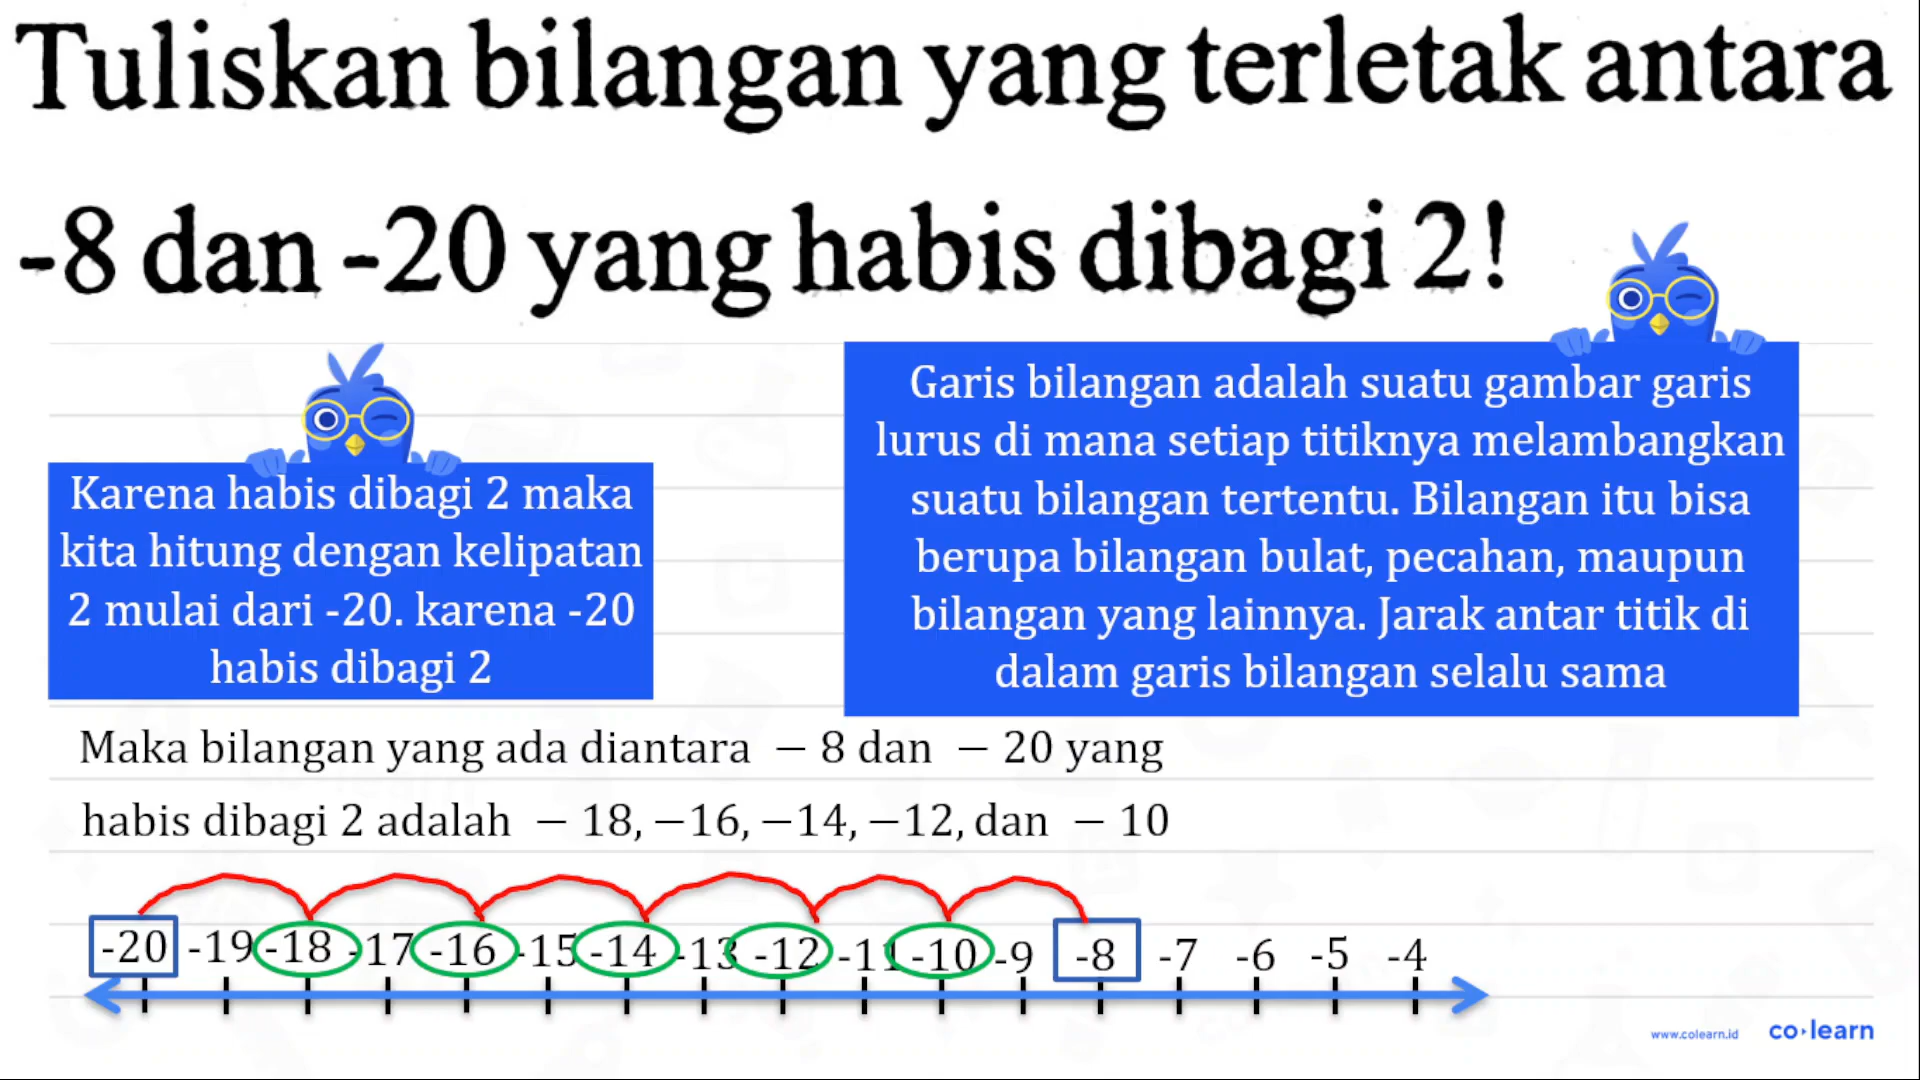 Tuliskan bilangan yang terletak antara
-8 dan -20 yang habis dibagi 2!
Karena habis dibagi 2 maka
kita hitung dengan kelipatan
2 mulai dari -20. karena -20
habis dibagi 2
Garis bilangan adalah suatu gambar garis
lurus di mana setiap titiknya melambangkan
suatu bilangan tertentu. Bilangan itu bisa
berupa bilangan bulat, pecahan, maupun
bilangan yang lainnya. Jarak antar titik di
dalam garis bilangan selalu sama
Maka bilangan yang ada diantara − 8 dan − 20 yang
habis dibagi 2 adalah − 18, −16, −14, −12, dan − 10
-20 -19 -18 -17 -16 -15 -14 -13 -12 -11 -10 -9 -8 -7 -6 -5 -4
www.colearn.id co·learn